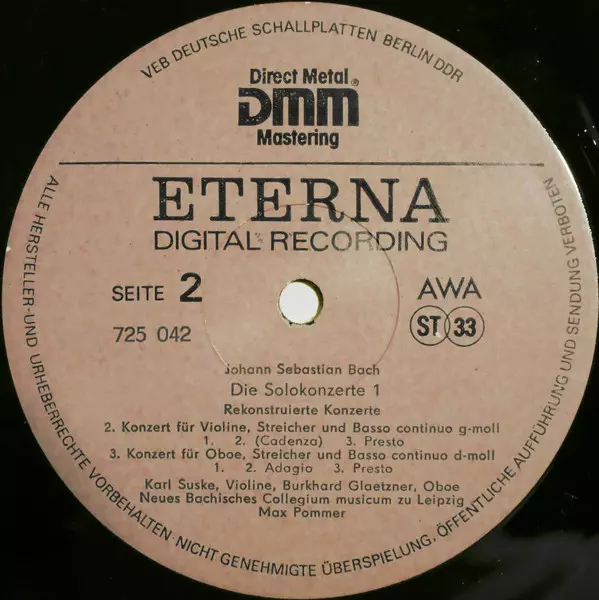 VEB DEUTSCHE SCHALLPLATTEN BERLIN DDR
Direct Metal®
DMM
Mastering
ETERNA
DIGITAL RECORDING
SEITE 2
AWA
725 042
ST 33
Johann Sebastian Bach
Die Solokonzerte 1
Rekonstruierte Konzerte
2. Konzert für Violine, Streicher und Basso continuo g-moll
1. 2. (Cadenza) 3. Presto
3. Konzert für Oboe, Streicher und Basso continuo d-moll
1. 2. Adagio 3. Presto
Karl Suske, Violine, Burkhard Glaetzner, Oboe
Neues Bachisches Collegium musicum zu Leipzig
Max Pommer
ALLE HERSTELLER-UND URHEBERRECHTE VORBEHALTEN·NICHT GENEHMIGTE ÜBERSPIELUNG, ÖFFENTLICHE AUFFÜHRUNG UND SENDUNG VERBOTEN